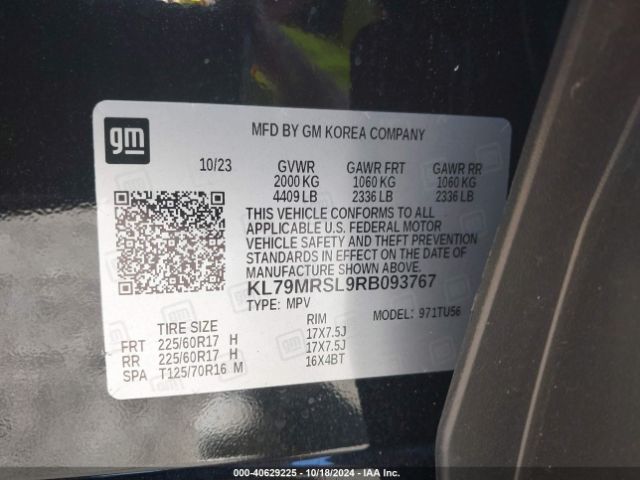 gm
MFD BY GM KOREA COMPANY
10/23 GVWR GAWR FRT GAWR RR
2000 KG 1060 KG 1060 KG
4409 LB 2336 LB 2336 LB
THIS VEHICLE CONFORMS TO ALL
APPLICABLE U.S. FEDERAL MOTOR
VEHICLE SAFETY AND THEFT PREVENTION
STANDARDS IN EFFECT ON THE DATE OF
MANUFACTURE SHOWN ABOVE.
KL79MRSL9RB093767
TYPE: MPV MODEL: 971TU56
TIRE SIZE RIM
FRT 225/60R17 H 17X7.5J
RR 225/60R17 H 17X7.5J
SPA T125/70R16 M 16X4BT
000-40629225 - 10/18/2024 - IAA Inc.